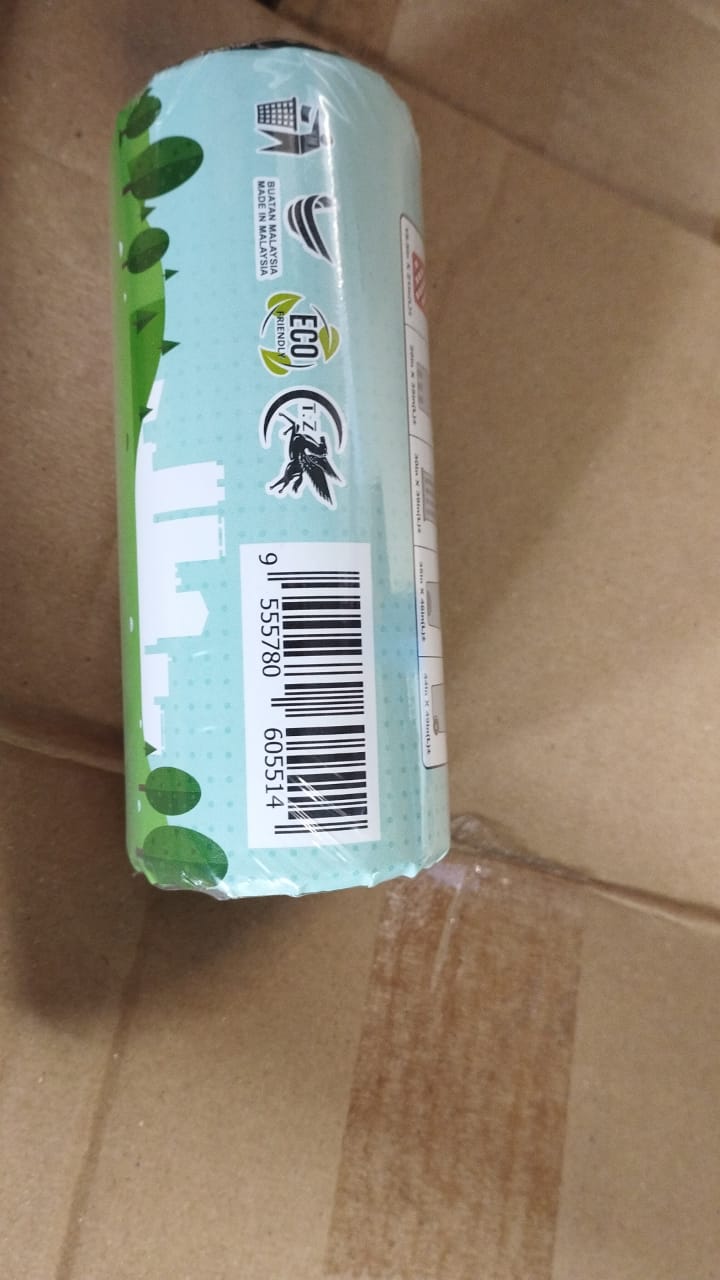 BUATAN MALAYSIA
MADE IN MALAYSIA
ECO
FRIENDLY
T.Z
9 555780 605514